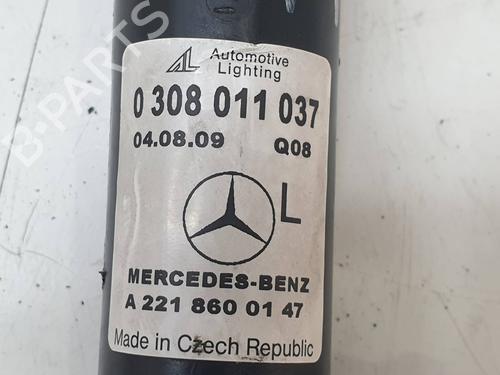 B-PARTS
AL Automotive
Lighting
0 308 011 037
04.08.09 Q08
L
MERCEDES-BENZ
A 221 860 01 47
Made in Czech Republic